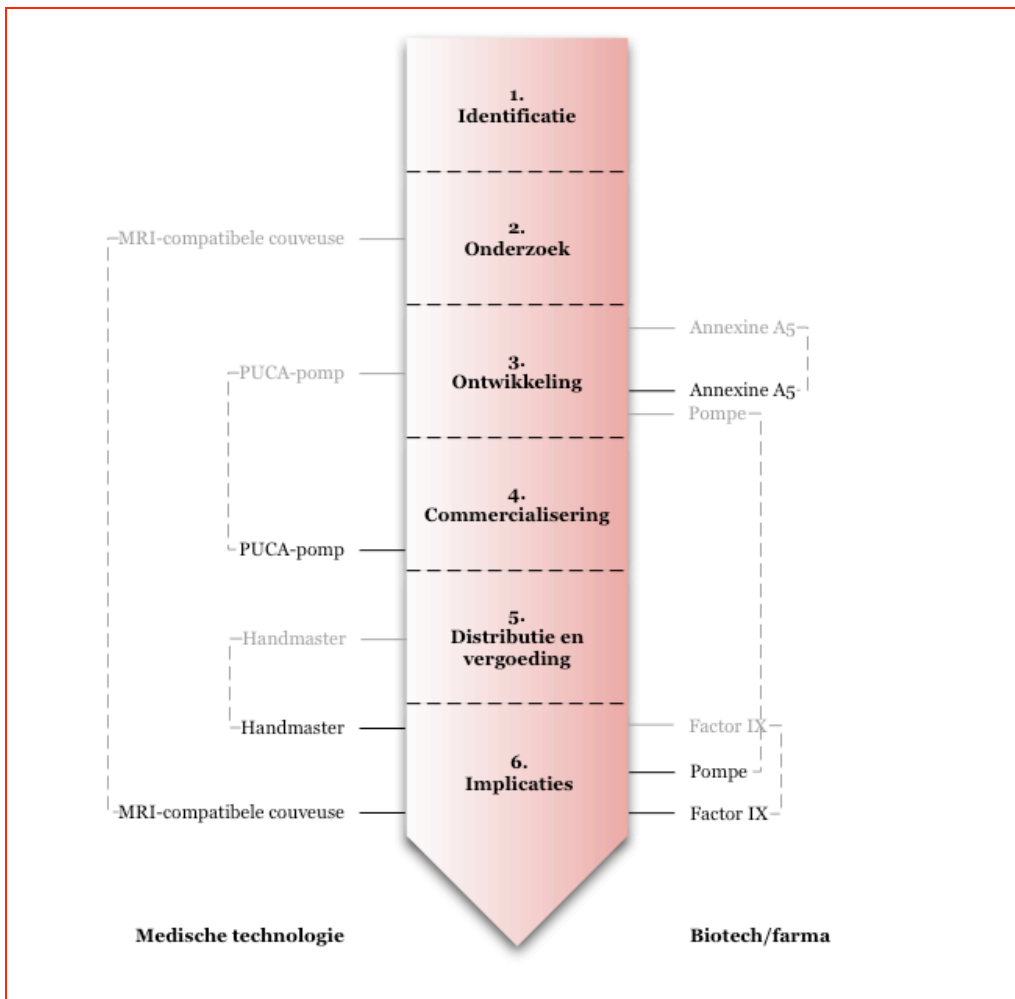 1.
Identificatie
MRI-compatibele couveuse
2.
Onderzoek
Annexine A5
PUCA-pomp
3.
Ontwikkeling
Annexine A5
Pompe
4.
Commercialisering
PUCA-pomp
5.
Distributie en
vergoeding
Handmaster
Handmaster
Factor IX
6.
Implicaties
Pompe
MRI-compatibele couveuse
Factor IX
Medische technologie
Biotech/farma